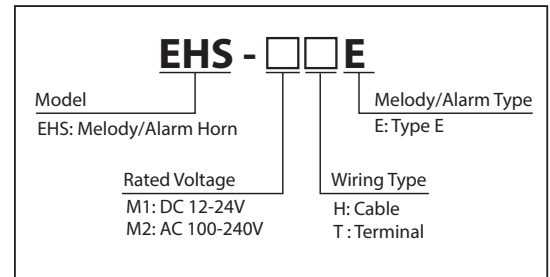 EHS - □□E
Model
EHS: Melody/Alarm Horn
Melody/Alarm Type
E: Type E
Rated Voltage
M1: DC 12-24V
M2: AC 100-240V
Wiring Type
H: Cable
T : Terminal